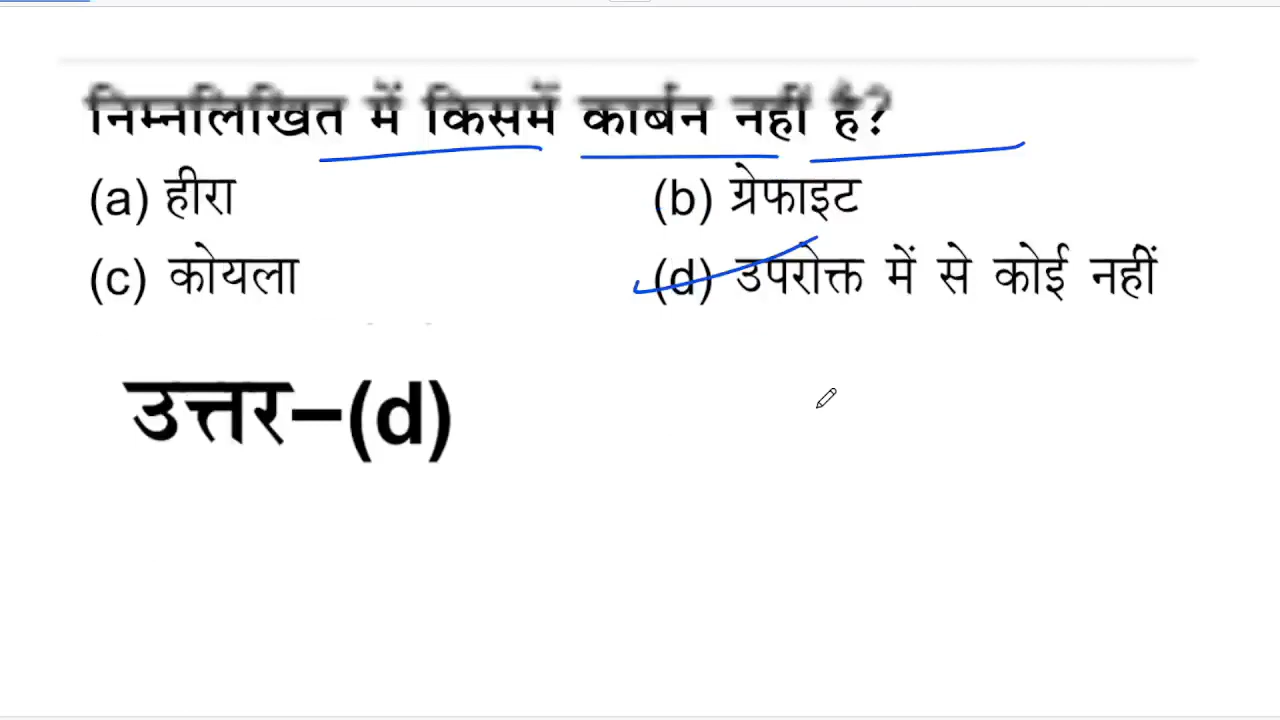 निम्नलिखित में किसमें कार्बन नहीं है?
(a) हीरा (b) ग्रेफाइट
(c) कोयला (d) उपरोक्त में से कोई नहीं
उत्तर–(d)